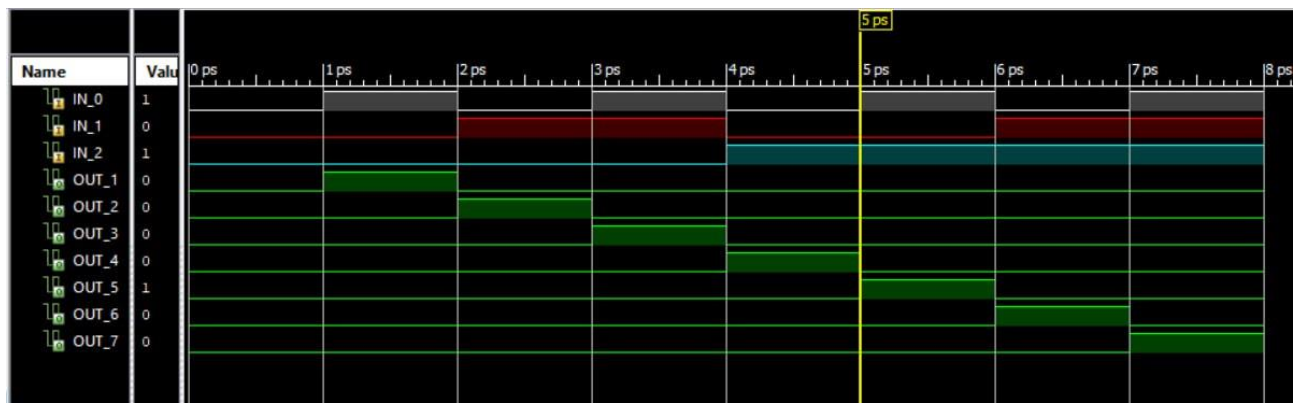 5 ps
Name Valu 0 ps 1 ps 2 ps 3 ps 4 ps 5 ps 6 ps 7 ps 8 ps
IN_0 1
IN_1 0
IN_2 1
OUT_1 0
OUT_2 0
OUT_3 0
OUT_4 0
OUT_5 1
OUT_6 0
OUT_7 0